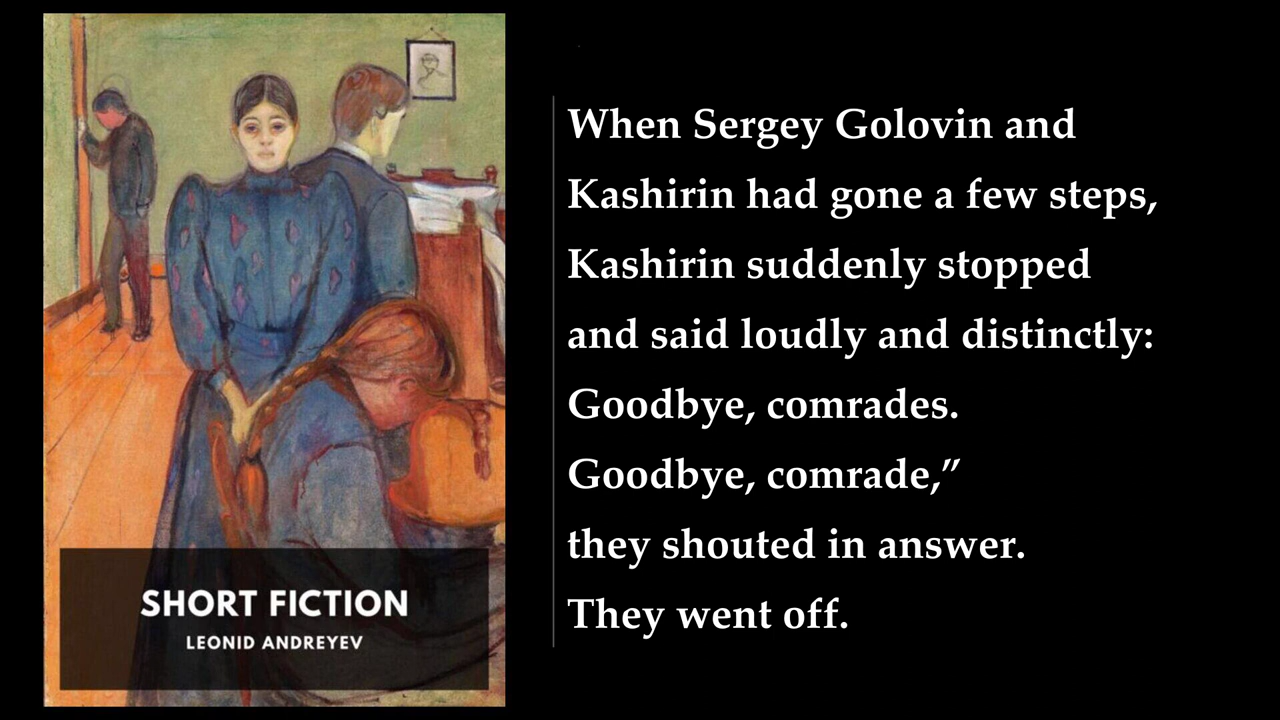 SHORT FICTION
LEONID ANDREYEV
When Sergey Golovin and
Kashirin had gone a few steps,
Kashirin suddenly stopped
and said loudly and distinctly:
Goodbye, comrades.
Goodbye, comrade,”
they shouted in answer.
They went off.